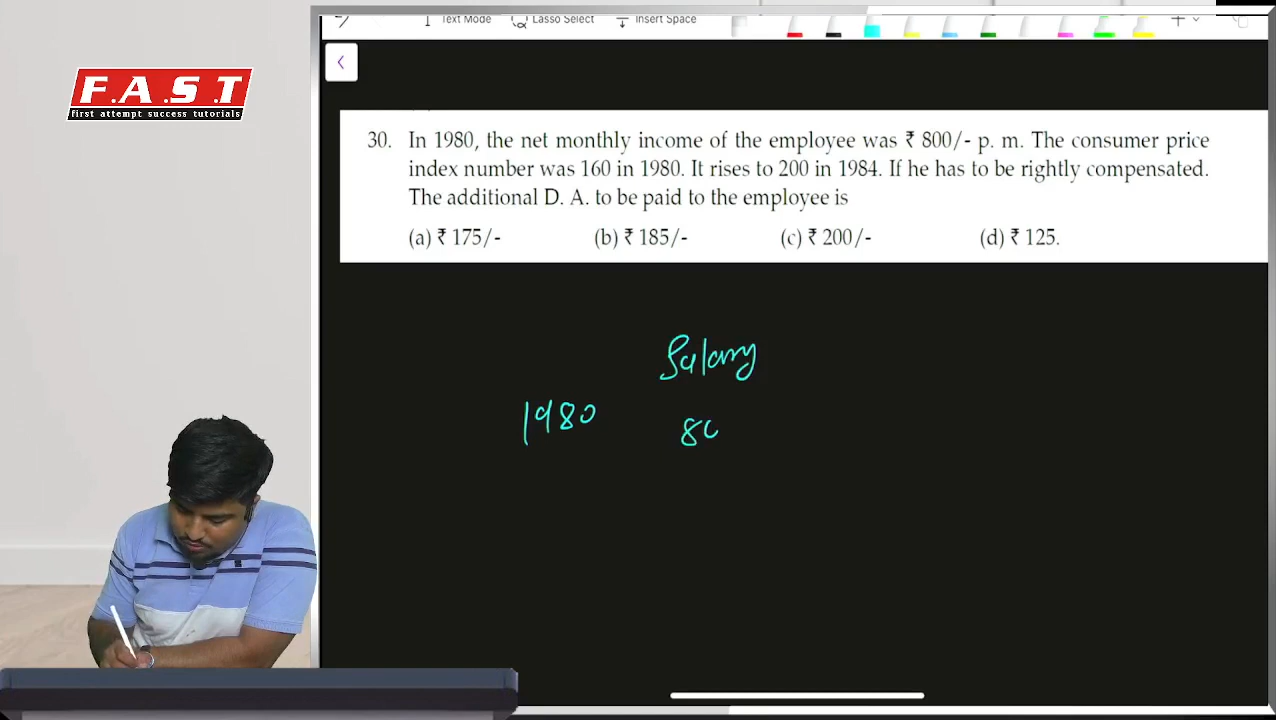 Text Mode Lasso Select Insert Space
F.A.S.T
first attempt success tutorials
30. In 1980, the net monthly income of the employee was ₹ 800/- p. m. The consumer price
index number was 160 in 1980. It rises to 200 in 1984. If he has to be rightly compensated.
The additional D. A. to be paid to the employee is
(a) ₹ 175/- (b) ₹ 185/- (c) ₹ 200/- (d) ₹ 125.
Salary
1980 80